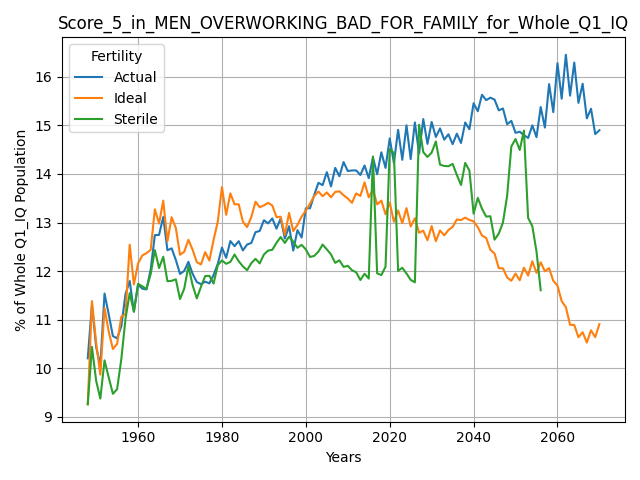 Score_5_in_MEN_OVERWORKING_BAD_FOR_FAMILY_for_Whole_Q1_IQ
Fertility
Actual
Ideal
Sterile
% of Whole Q1_IQ Population
16
15
14
13
12
11
10
9
1960
1980
2000
2020
2040
2060
Years